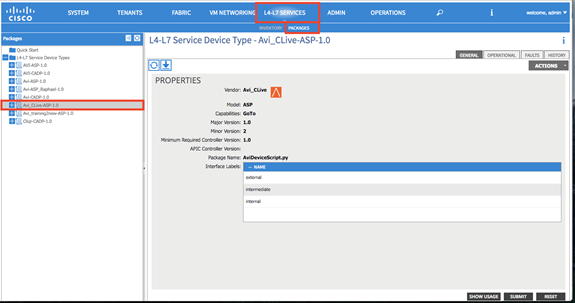 CISCO
SYSTEM TENANTS FABRIC VM NETWORKING L4-L7 SERVICES ADMIN OPERATIONS welcome, admin
INVENTORY | PACKAGES
Packages
Quick Start
L4-L7 Service Device Types
AI5-ASP-1.0
AI5-CADP-1.0
Avi-ASP-1.0
Avi-ASP_Raphael-1.0
Avi-CADP-1.0
Avi_CLive-ASP-1.0
Avi_training2new-ASP-1.0
-CADP-1.0
L4-L7 Service Device Type - Avi_CLive-ASP-1.0
GENERAL OPERATIONAL FAULTS HISTORY
ACTIONS
PROPERTIES
Vendor: Avi_CLive
Model: ASP
Capabilities: GoTo
Major Version: 1.0
Minor Version: 2
Minimum Required Controller Version: 1.0
APIC Controller Version:
Package Name: AviDeviceScript.py
Interface Labels:
NAME
external
intermediate
internal
SHOW USAGE SUBMIT RESET